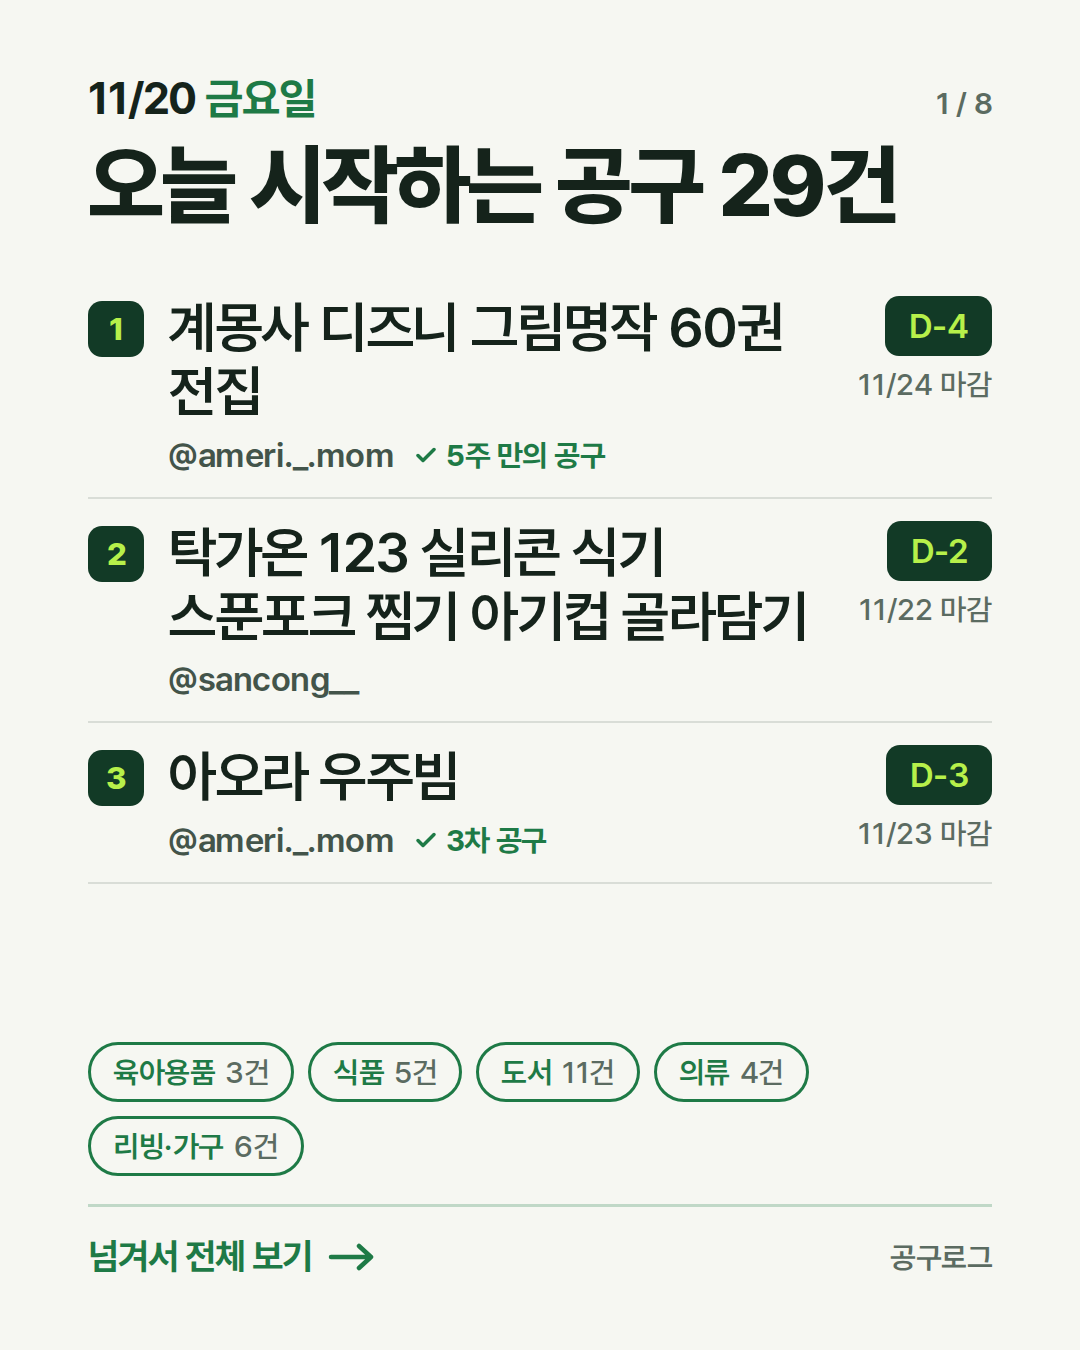 11/20 금요일
1 / 8
오늘 시작하는 공구 29건
1
계몽사 디즈니 그림명작 60권
전집
D-4
11/24 마감
@ameri._.mom ✓ 5주 만의 공구
2
탁가온 123 실리콘 식기
스푼포크 찜기 아기컵 골라담기
D-2
11/22 마감
@sancong__
3
아오라 우주빔
D-3
11/23 마감
@ameri._.mom ✓ 3차 공구
육아용품 3건
식품 5건
도서 11건
의류 4건
리빙·가구 6건
넘겨서 전체 보기 →
공구로그